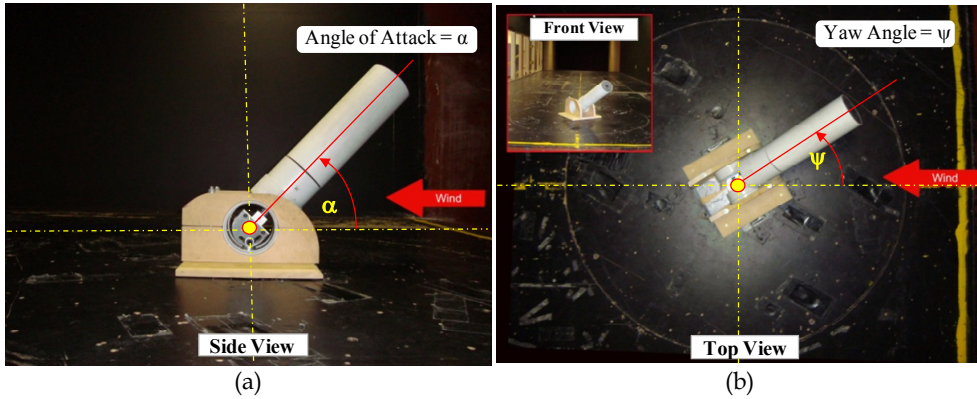 Angle of Attack = α
α
Wind
Side View
(a)
Front View
Yaw Angle = ψ
ψ
Wind
Top View
(b)